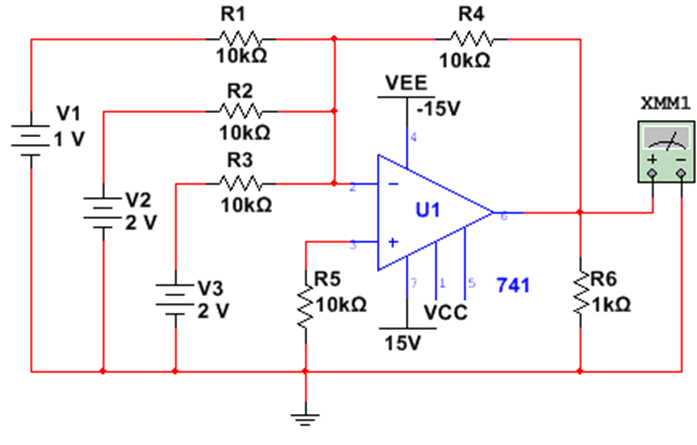 R1
10kΩ
R4
10kΩ
VEE
-15V
XMM1
R2
10kΩ
V1
1 V
4
+ −
R3
10kΩ
2
−
V2
2 V
U1
6
3
+
R5
10kΩ
7
1
5
741
V3
2 V
VCC
15V
R6
1kΩ